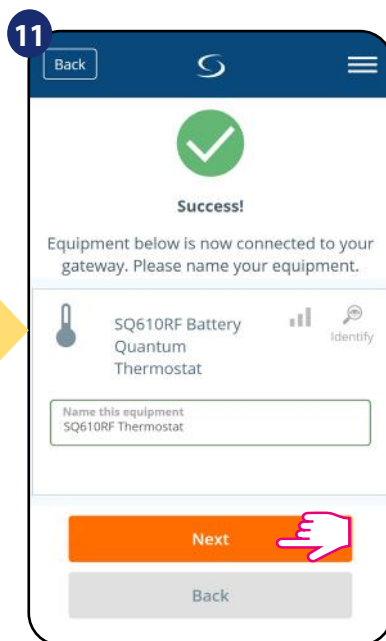 11
Back
Success!
Equipment below is now connected to your
gateway. Please name your equipment.
SQ610RF Battery
Quantum
Thermostat
Identify
Name this equipment
SQ610RF Thermostat
Next
Back